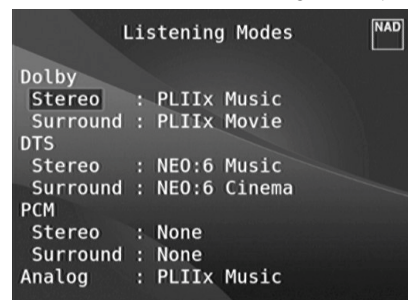 Listening Modes
NAD
Dolby
Stereo : PLIIx Music
Surround : PLIIx Movie
DTS
Stereo : NEO:6 Music
Surround : NEO:6 Cinema
PCM
Stereo : None
Surround : None
Analog : PLIIx Music